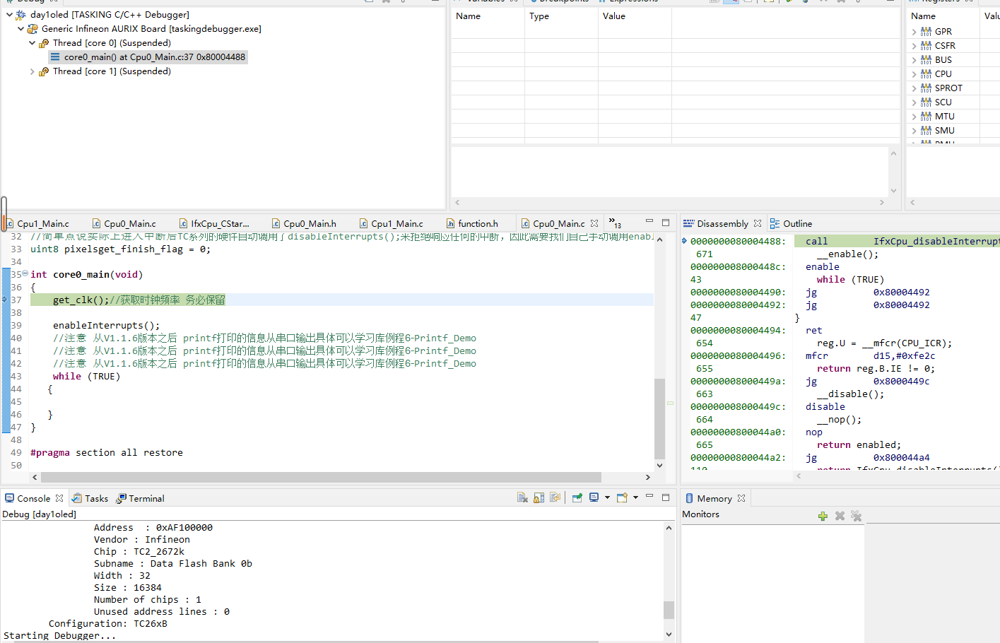 Debug
day1oled [TASKING C/C++ Debugger]
Generic Infineon AURIX Board [taskingdebugger.exe]
Thread [core 0] (Suspended)
core0_main() at Cpu0_Main.c:37 0x80004488
Thread [core 1] (Suspended)
Variables Breakpoints Expressions
Name Type Value
Registers
Name
GPR
CSFR
BUS
CPU
SPROT
SCU
MTU
SMU
PMU
Cpu1_Main.c Cpu0_Main.c IfxCpu_CStar... Cpu0_Main.h Cpu1_Main.c function.h Cpu0_Main.c »13
32 //简单点说实际上进入中断后TC系列的硬件自动调用了disableInterrupts();来拒绝响应任何的中断，因此需要我们自己手动调用enabl
33 uint8 pixelsget_finish_flag = 0;
34
35 int core0_main(void)
36 {
37 get_clk();//获取时钟频率 务必保留
38
39 enableInterrupts();
40 //注意 从V1.1.6版本之后 printf打印的信息从串口输出具体可以学习库例程6-Printf_Demo
41 //注意 从V1.1.6版本之后 printf打印的信息从串口输出具体可以学习库例程6-Printf_Demo
42 //注意 从V1.1.6版本之后 printf打印的信息从串口输出具体可以学习库例程6-Printf_Demo
43 while (TRUE)
44 {
45
46 }
47 }
48
49 #pragma section all restore
50
Disassembly Outline
0000000080004488: call IfxCpu_disableInterrupt
671 __enable();
000000008000448c: enable
43 while (TRUE)
0000000080004490: jg 0x80004492
0000000080004492: jg 0x80004492
47 }
0000000080004494: ret
654 reg.U = __mfcr(CPU_ICR);
0000000080004496: mfcr d15,#0xfe2c
655 return reg.B.IE != 0;
000000008000449a: jg 0x8000449c
663 __disable();
000000008000449c: disable
664 __nop();
00000000800044a0: nop
665 return enabled;
00000000800044a2: jg 0x800044a4
110 return IfxCpu_disableInterrupts(
Console Tasks Terminal
Debug [day1oled]
Address : 0xAF100000
Vendor : Infineon
Chip : TC2_2672k
Subname : Data Flash Bank 0b
Width : 32
Size : 16384
Number of chips : 1
Unused address lines : 0
Configuration: TC26xB
Starting Debugger...
Memory
Monitors